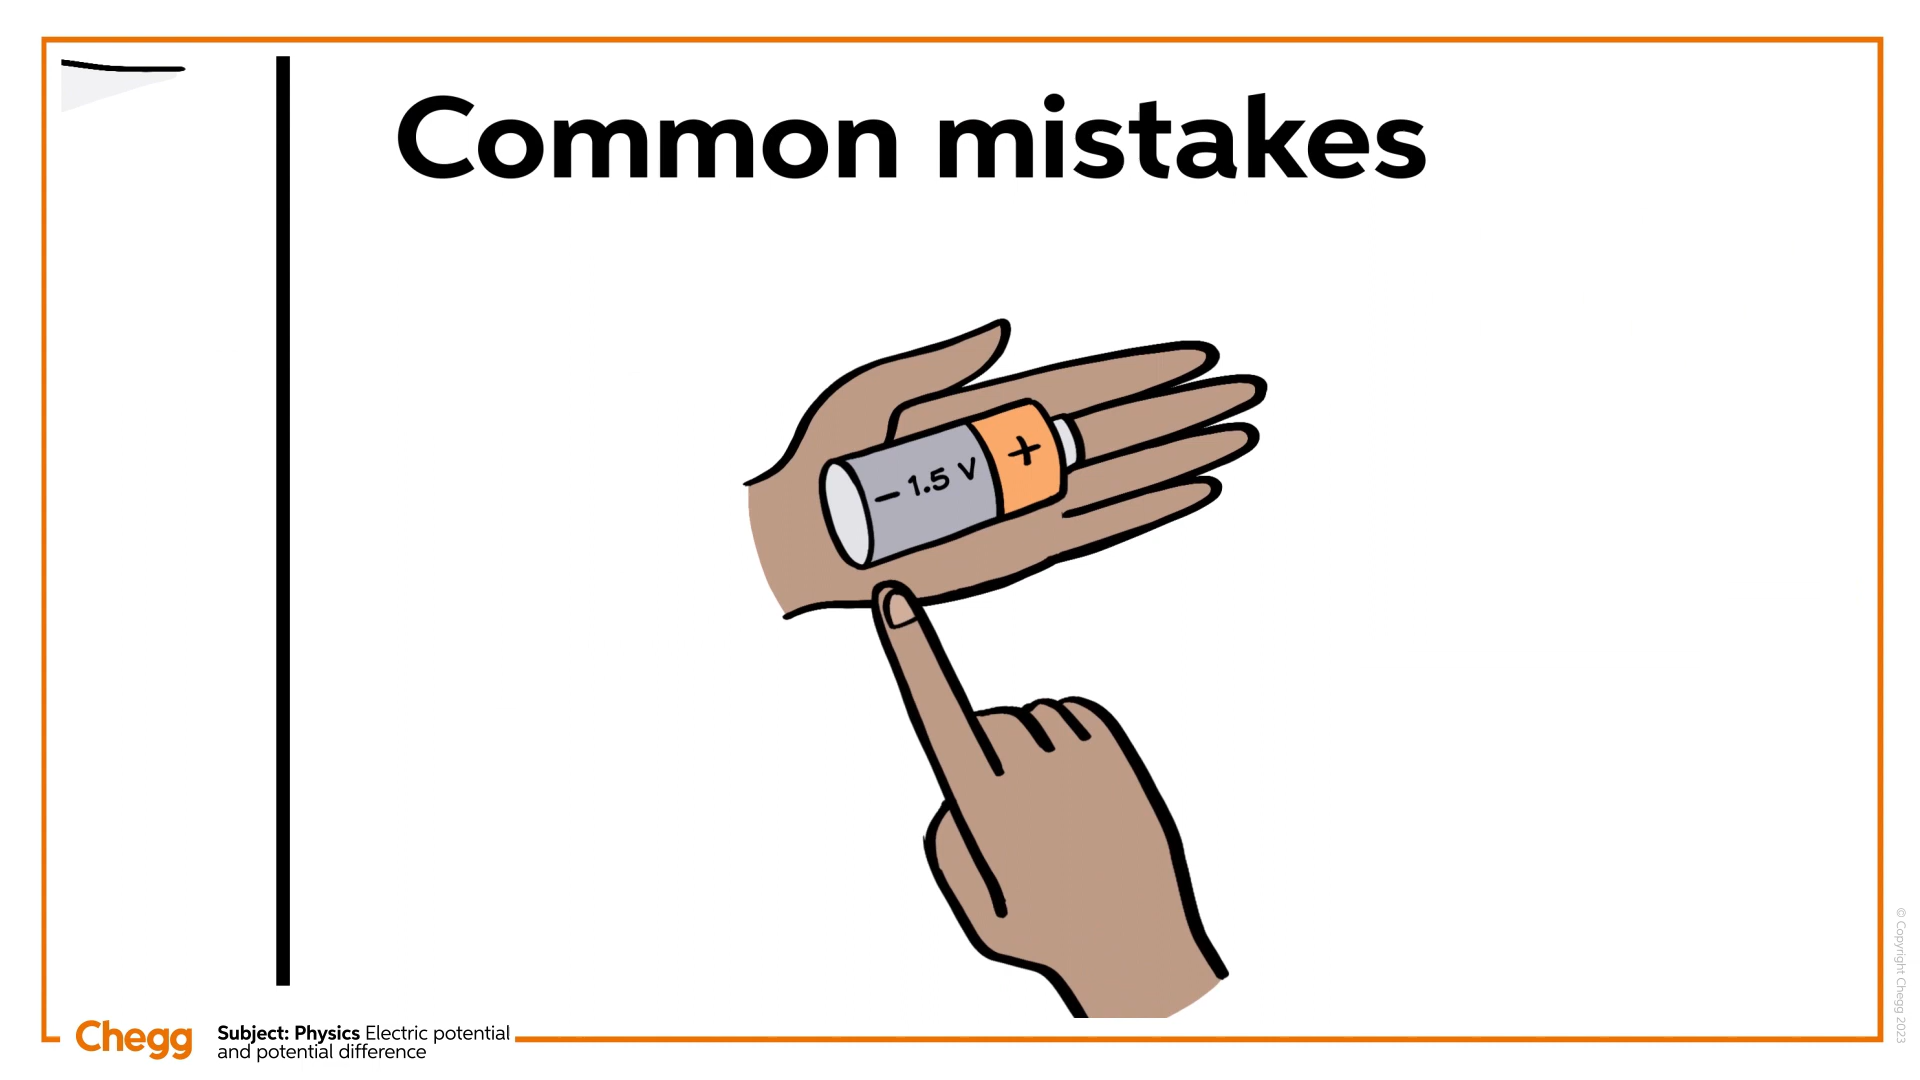 Common mistakes
– 1.5 V +
Chegg
Subject: Physics Electric potential
and potential difference
© Copyright Chegg 2023